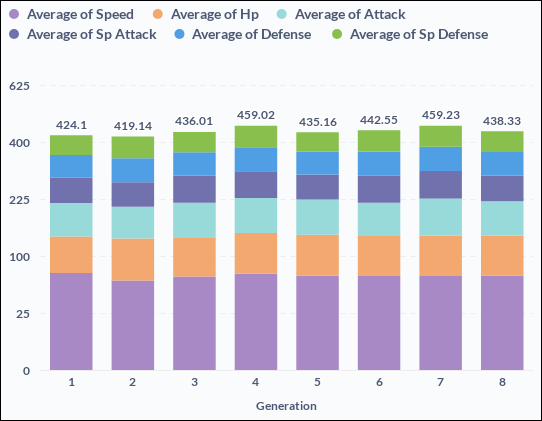 Average of Speed Average of Hp Average of Attack
Average of Sp Attack Average of Defense Average of Sp Defense
625
424.1 419.14 436.01 459.02 435.16 442.55 459.23 438.33
400
225
100
25
0
1 2 3 4 5 6 7 8
Generation